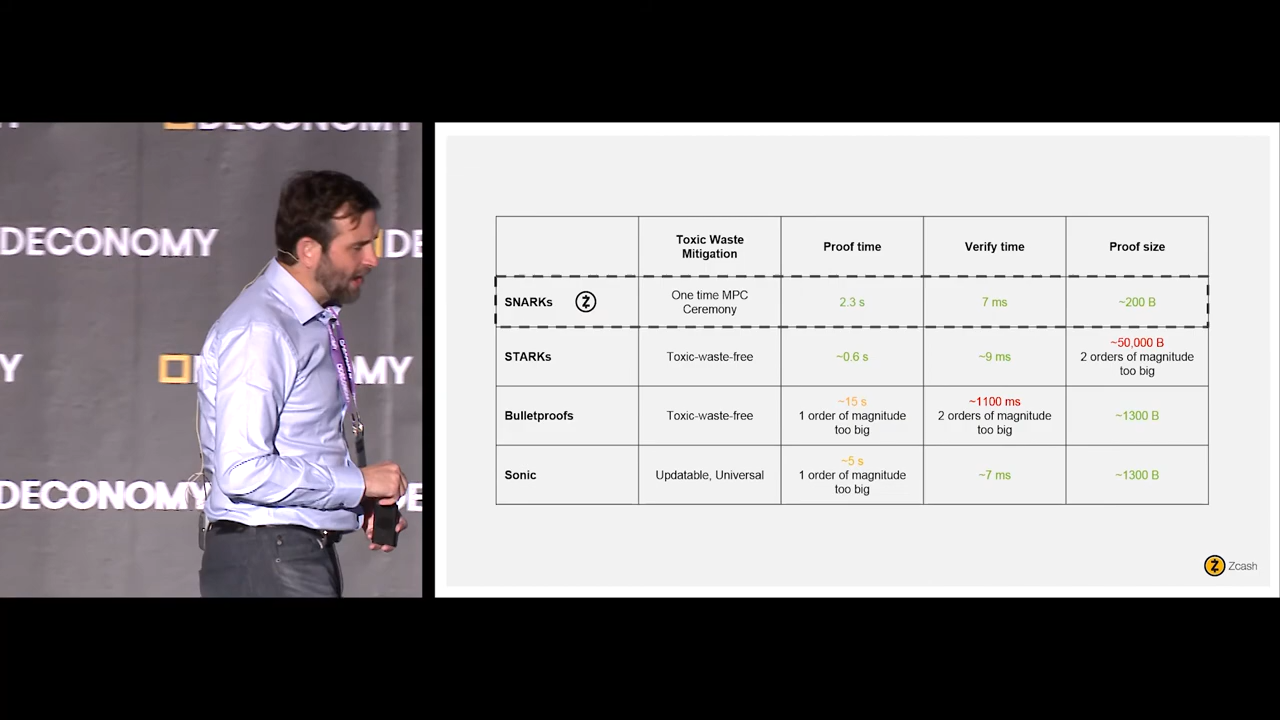 DECONOMY
DECONOMY
DE
Y
MY
DECONOMY
E
Toxic Waste
Mitigation
Proof time
Verify time
Proof size
SNARKs
One time MPC
Ceremony
2.3 s
7 ms
~200 B
STARKs
Toxic-waste-free
~0.6 s
~9 ms
~50,000 B
2 orders of magnitude
too big
Bulletproofs
Toxic-waste-free
~15 s
1 order of magnitude
too big
~1100 ms
2 orders of magnitude
too big
~1300 B
Sonic
Updatable, Universal
~5 s
1 order of magnitude
too big
~7 ms
~1300 B
Zcash